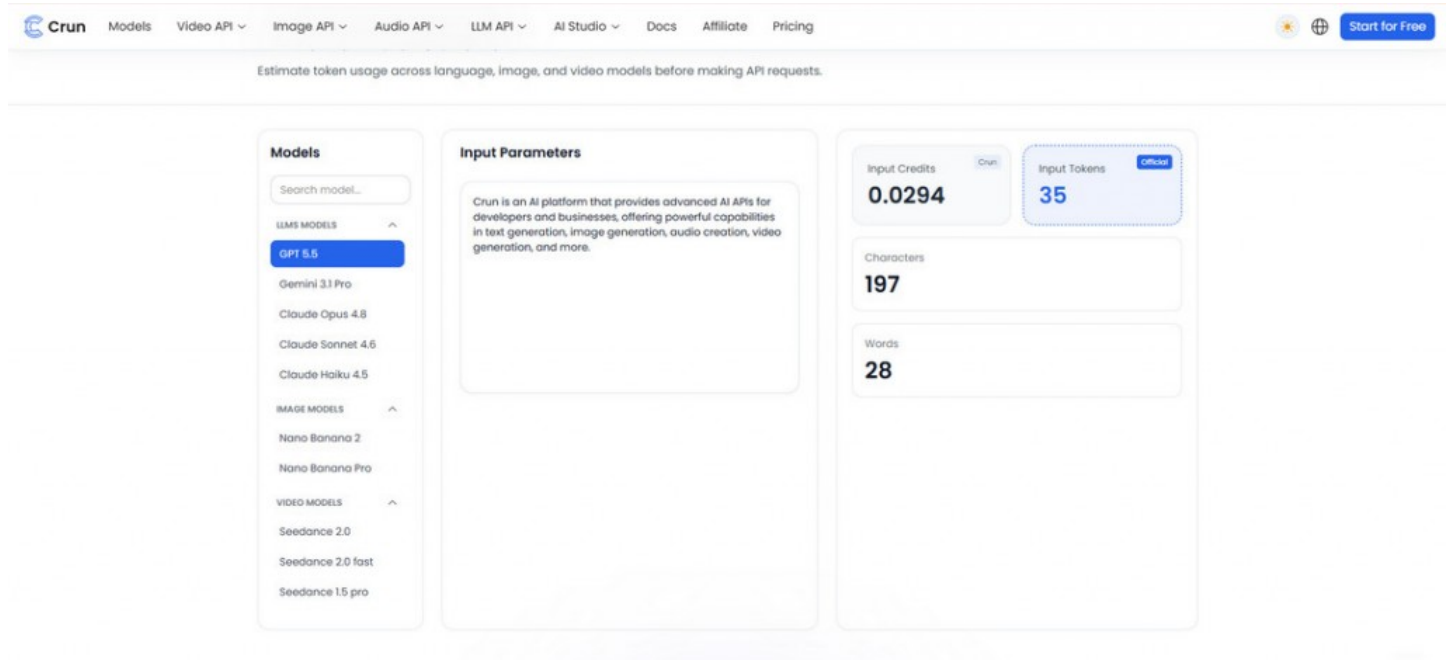 Crun Models Video API Image API Audio API LLM API AI Studio Docs Affiliate Pricing Start for Free
Estimate token usage across language, image, and video models before making API requests.
Models
Search model...
LLMS MODELS
GPT 5.5
Gemini 3.1 Pro
Claude Opus 4.8
Claude Sonnet 4.6
Claude Haiku 4.5
IMAGE MODELS
Nano Banana 2
Nano Banana Pro
VIDEO MODELS
Seedance 2.0
Seedance 2.0 fast
Seedance 1.5 pro
Input Parameters
Crun is an AI platform that provides advanced AI APIs for
developers and businesses, offering powerful capabilities
in text generation, image generation, audio creation, video
generation, and more.
Input Credits Crun
0.0294
Input Tokens Official
35
Characters
197
Words
28